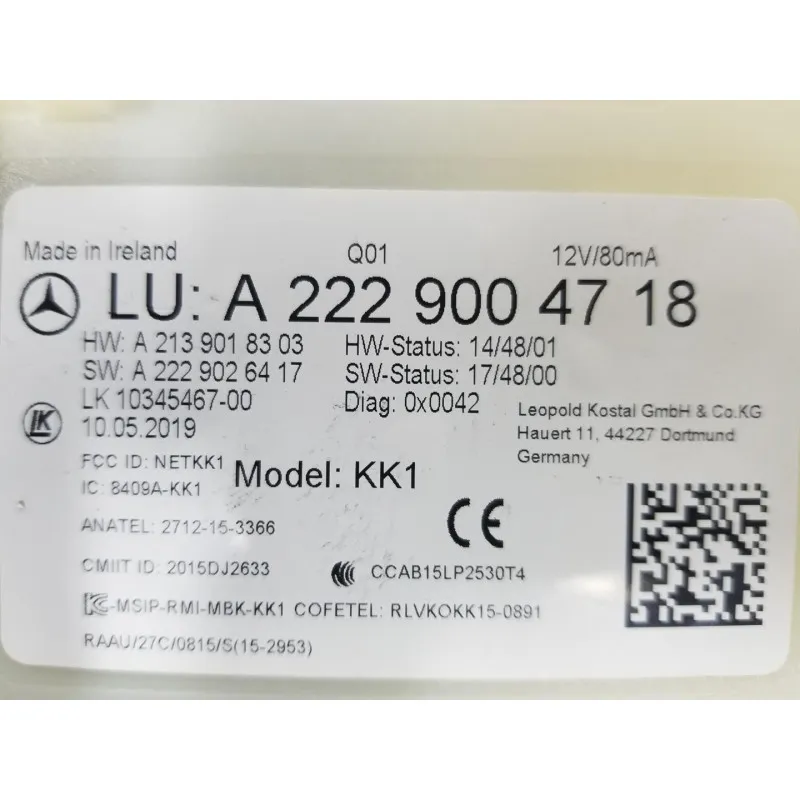 Made in Ireland Q01 12V/80mA
LU: A 222 900 47 18
HW: A 213 901 83 03 HW-Status: 14/48/01
SW: A 222 902 64 17 SW-Status: 17/48/00
LK 10345467-00 Diag: 0x0042
LK 10.05.2019
Leopold Kostal GmbH & Co.KG
Hauert 11, 44227 Dortmund
Germany
FCC ID: NETKK1
IC: 8409A-KK1
Model: KK1
CE
ANATEL: 2712-15-3366
CMIIT ID: 2015DJ2633 CCAB15LP2530T4
KC-MSIP-RMI-MBK-KK1 COFETEL: RLVKOKK15-0891
RAAU/27C/0815/S(15-2953)